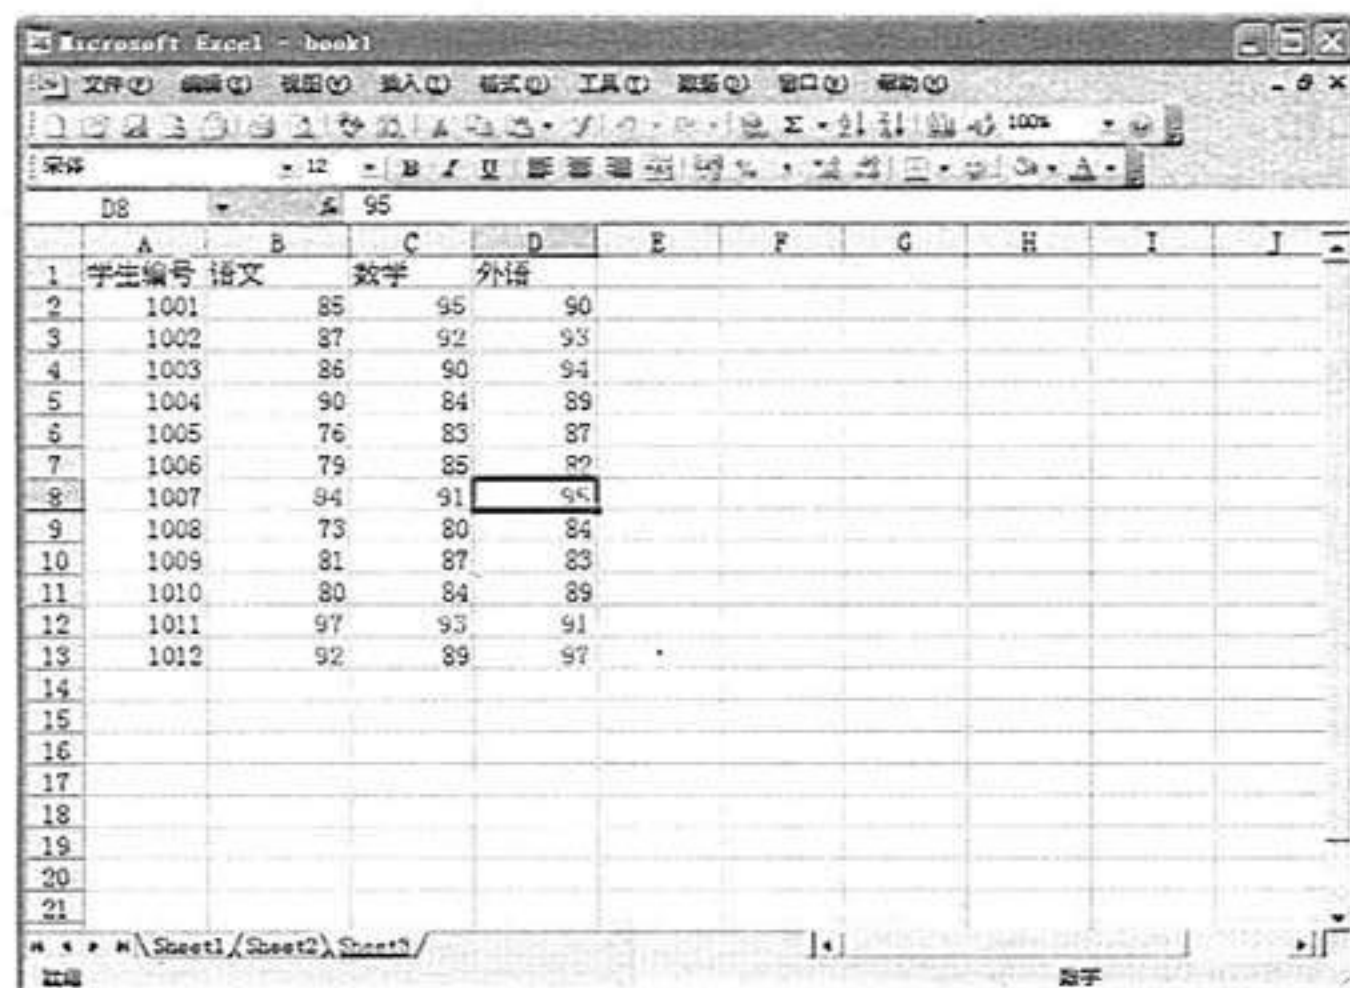 Microsoft Excel - book1
文件(F) 编辑(E) 视图(V) 插入(I) 格式(O) 工具(T) 数据(D) 窗口(W) 帮助(H)
100%
宋体 12 B I U
D8 95
A B C D E F G H I J
1 学生编号 语文 数学 外语
2 1001 85 95 90
3 1002 87 92 93
4 1003 86 90 94
5 1004 90 84 89
6 1005 76 83 87
7 1006 79 85 82
8 1007 94 91 95
9 1008 73 80 84
10 1009 81 87 83
11 1010 80 84 89
12 1011 97 93 91
13 1012 92 89 97
14
15
16
17
18
19
20
21
Sheet1 Sheet2 Sheet3
就绪 数字